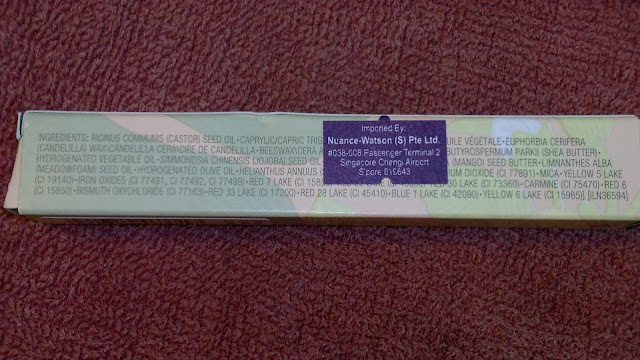 INGREDIENTS: RICINUS COMMUNIS (CASTOR) SEED OIL • CAPRYLIC/CAPRIC TRIG
UILE VÉGÉTALE • EUPHORBIA CERIFERA
(CANDELILLA) WAX\CANDELILLA CERA\CIRE DE CANDELILLA • BEESWAX\CERA A
BUTYROSPERMUM PARKII (SHEA BUTTER) •
HYDROGENATED VEGETABLE OIL • SIMMONDSIA CHINENSIS (JOJOBA) SEED OIL
(MANGO) SEED BUTTER • LIMNANTHES ALBA
(MEADOWFOAM) SEED OIL • HYDROGENATED OLIVE OIL • HELIANTHUS ANNUUS (
NIUM DIOXIDE (CI 77891) • MICA • YELLOW 5 LAKE
(CI 19140) • IRON OXIDES (CI 77491, CI 77492, CI 77499) • RED 7 LAKE (CI 158
30 LAKE (CI 73360) • CARMINE (CI 75470) • RED 6
(CI 15850) • BISMUTH OXYCHLORIDE (CI 77163) • RED 33 LAKE (CI 17200) • RED 28 LAKE (CI 45410) • BLUE 1 LAKE (CI 42090) • YELLOW 6 LAKE (CI 15985)] [ILN36594]
Imported By:
Nuance-Watson (S) Pte Ltd.
#036-008 Passenger Terminal 2
Singapore Changi Airport
S'pore 819643